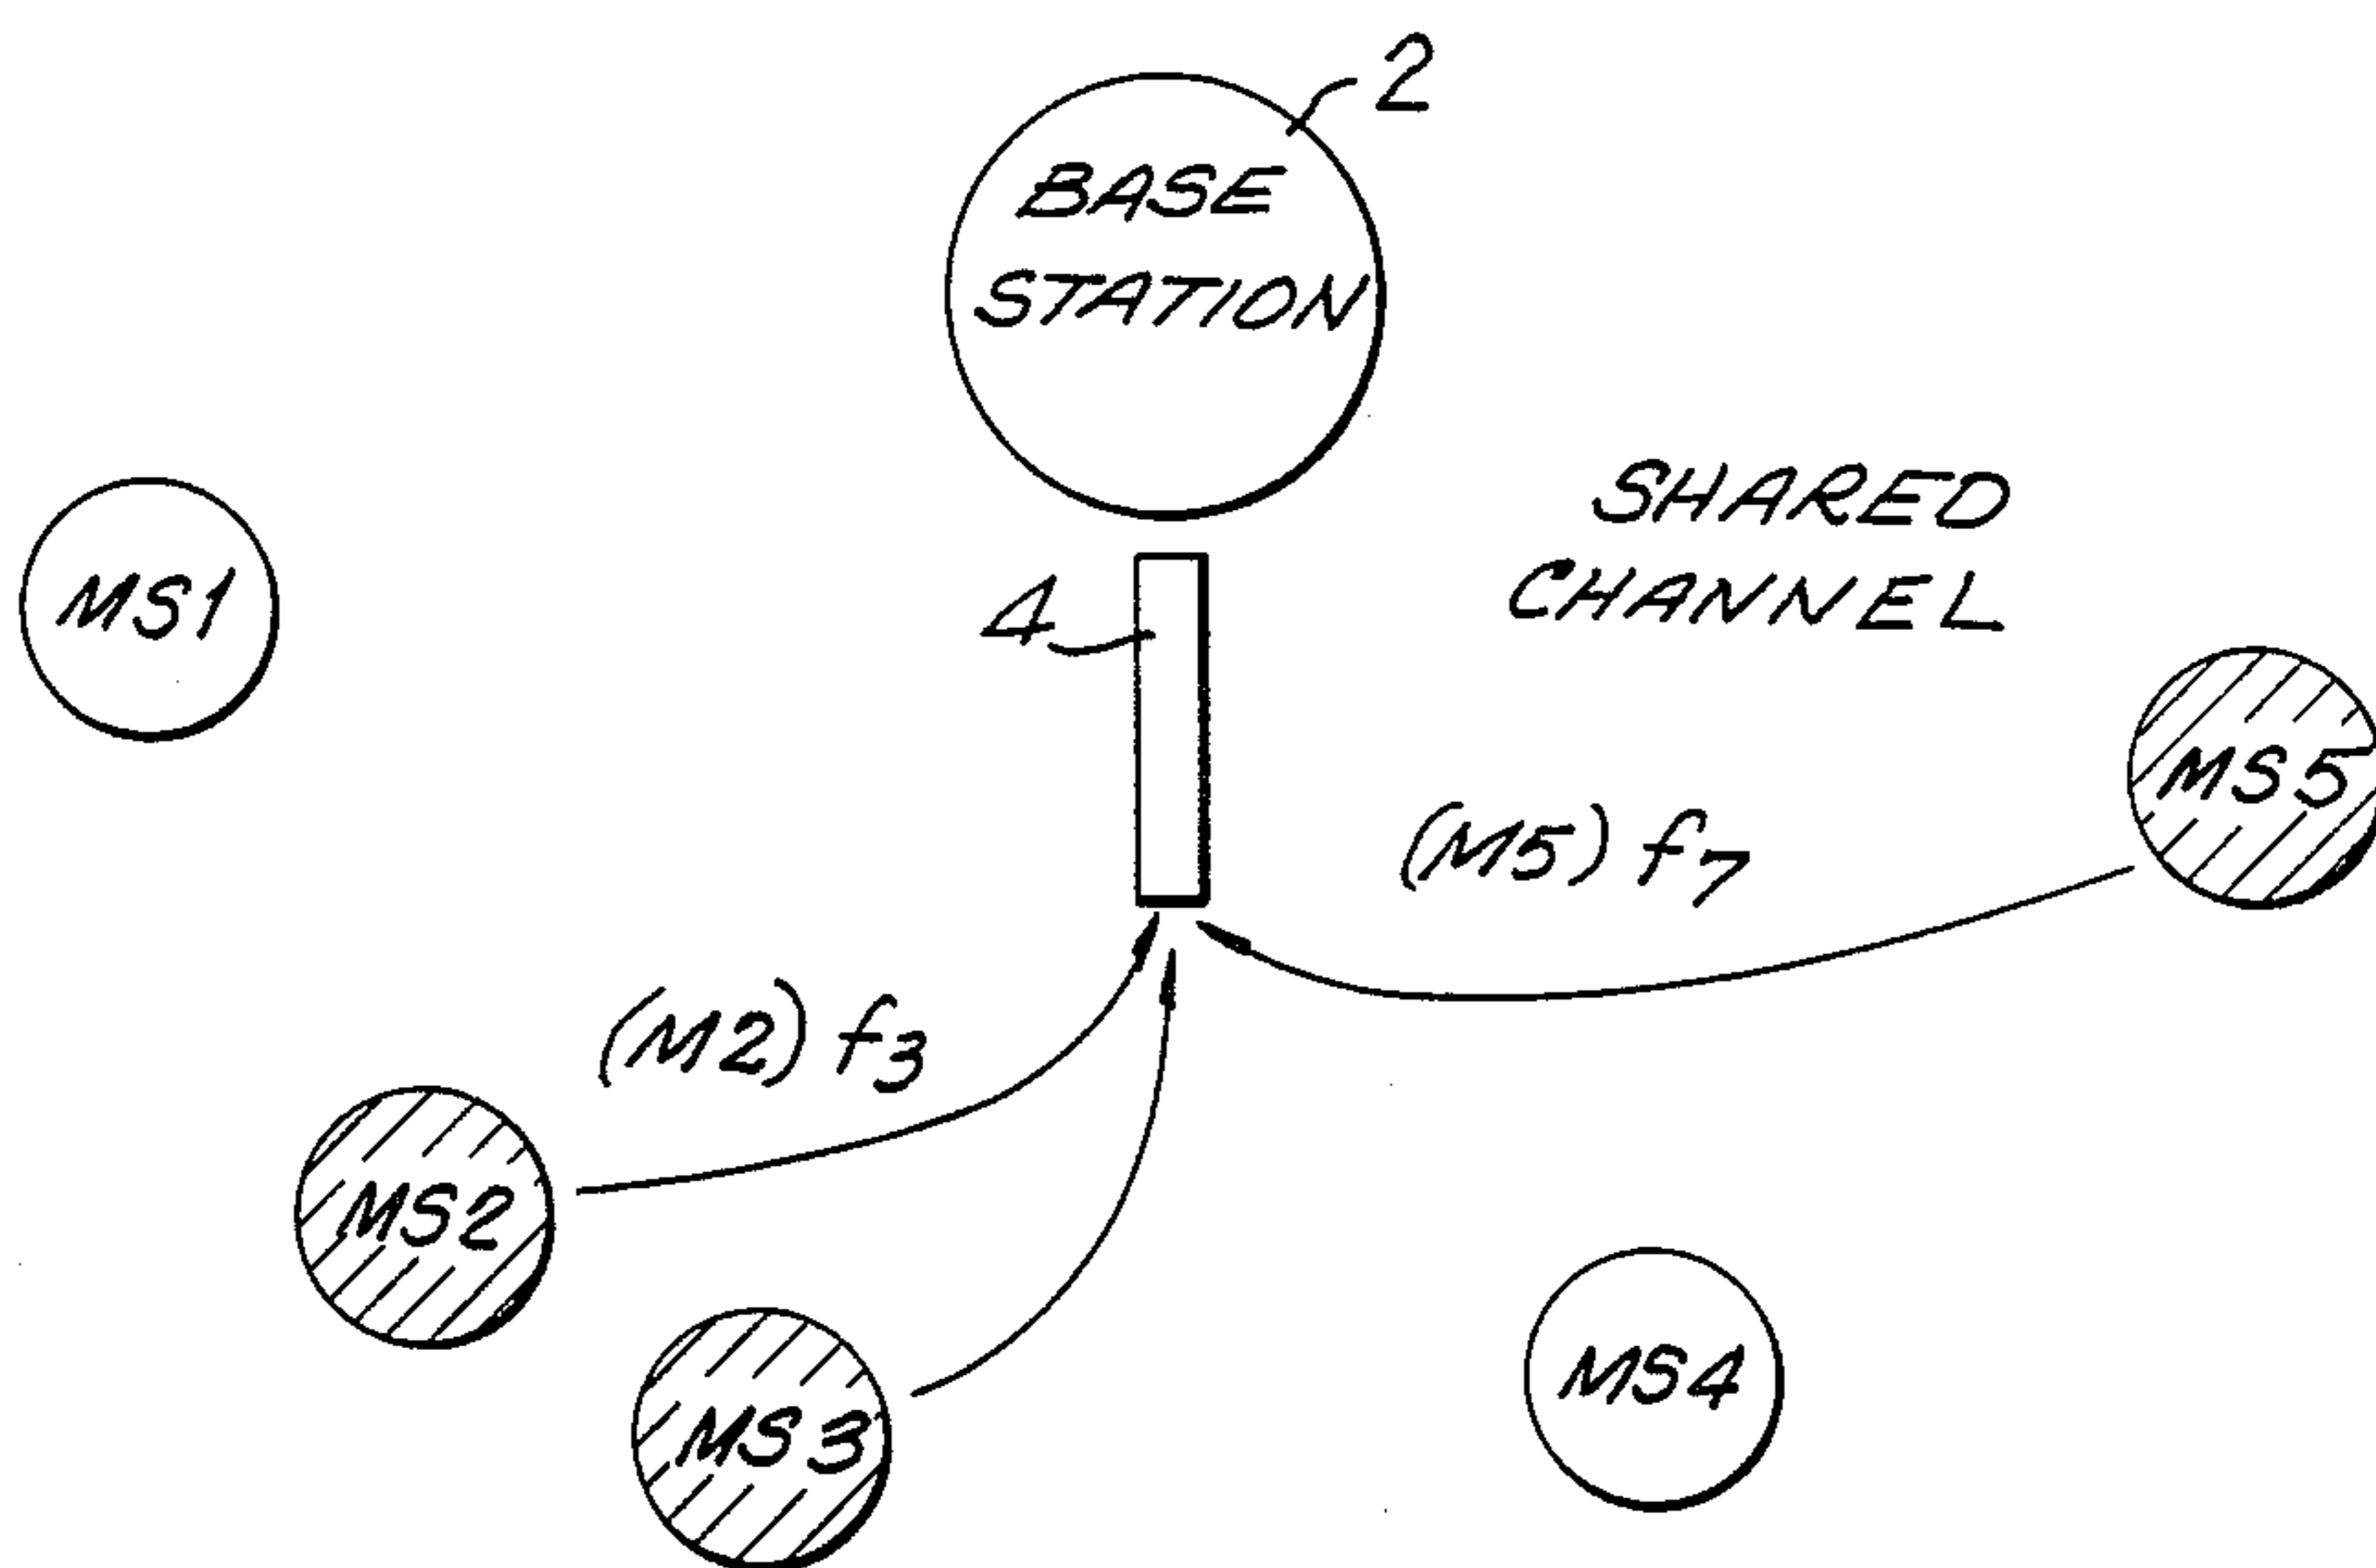 2
BASE
STATION
SHARED
CHANNEL
MS1
4
MS5
(M5) f7
(M2) f3
MS2
MS3
MS4